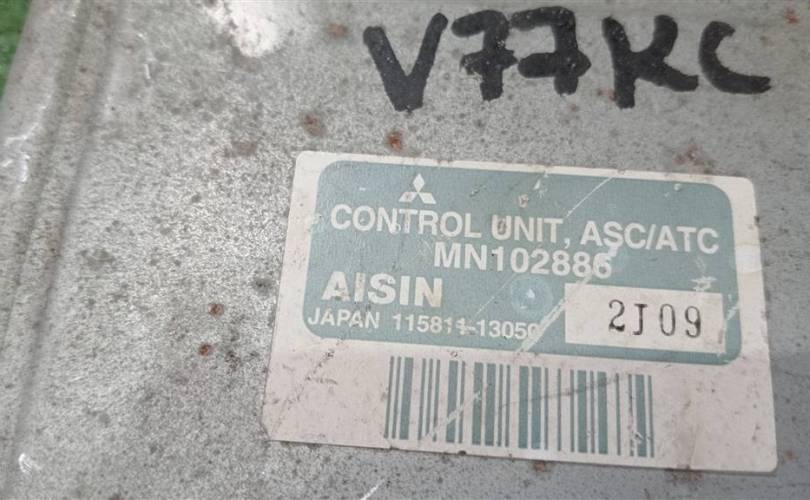 V77KC
CONTROL UNIT, ASC/ATC
MN102886
AISIN
2J09
JAPAN 115811-13050